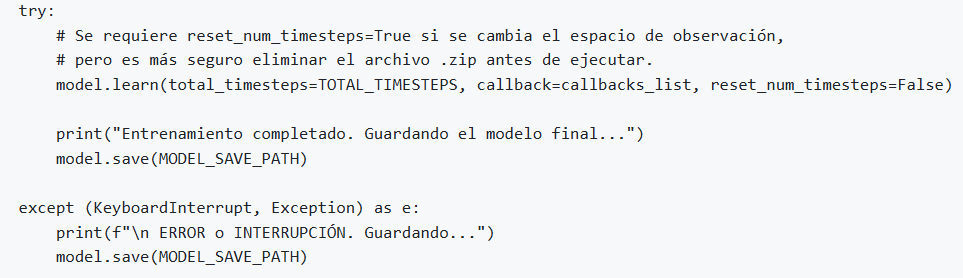 try:
    # Se requiere reset_num_timesteps=True si se cambia el espacio de observación,
    # pero es más seguro eliminar el archivo .zip antes de ejecutar.
    model.learn(total_timesteps=TOTAL_TIMESTEPS, callback=callbacks_list, reset_num_timesteps=False)

    print("Entrenamiento completado. Guardando el modelo final...")
    model.save(MODEL_SAVE_PATH)

except (KeyboardInterrupt, Exception) as e:
    print(f"\n ERROR o INTERRUPCIÓN. Guardando...")
    model.save(MODEL_SAVE_PATH)